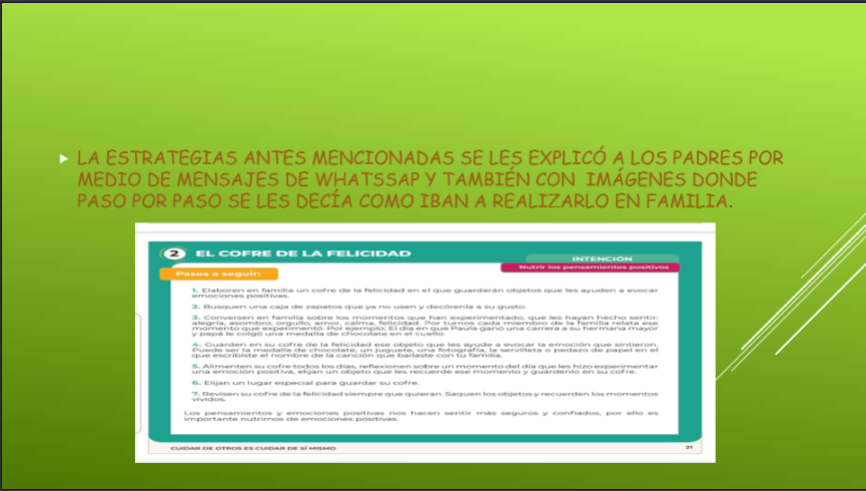 LA ESTRATEGIAS ANTES MENCIONADAS SE LES EXPLICÓ A LOS PADRES POR
MEDIO DE MENSAJES DE WHATSSAP Y TAMBIÉN CON IMÁGENES DONDE
PASO POR PASO SE LES DECÍA COMO IBAN A REALIZARLO EN FAMILIA.
2 EL COFRE DE LA FELICIDAD
INTENCIÓN
Nutrir los pensamientos positivos
Pasos a seguir:
1. Elaboren en familia un cofre de la felicidad en el que guardarán objetos que les ayuden a evocar
emociones positivas.
2. Busquen una caja de zapatos que ya no usen y decórenla a su gusto.
3. Conversen en familia sobre los momentos que han experimentado, que les hayan hecho sentir:
alegría, asombro, orgullo, amor, calma, felicidad. Por turnos cada miembro de la familia relata ese
momento que experimentó. Por ejemplo: El día en que Paula ganó una carrera a su hermana mayor
y papá le colgó una medalla de chocolate en el cuello.
4. Guarden en su cofre de la felicidad ese objeto que les ayude a evocar la emoción que sintieron.
Puede ser la medalla de chocolate, un juguete, una fotografía, la servilleta o pedazo de papel en el
que escribiste el nombre de la canción que bailaste con tu familia.
5. Alimenten su cofre todos los días, reflexionen sobre un momento del día que les hizo experimentar
una emoción positiva, elijan un objeto que les recuerde ese momento y guárdenlo en su cofre.
6. Elijan un lugar especial para guardar su cofre.
7. Revisen su cofre de la felicidad siempre que quieran. Saquen los objetos y recuerden los momentos
vividos.
Los pensamientos y emociones positivas nos hacen sentir más seguros y confiados, por ello es
importante nutrirnos de emociones positivas.
CUIDAR DE OTROS ES CUIDAR DE SÍ MISMO
21